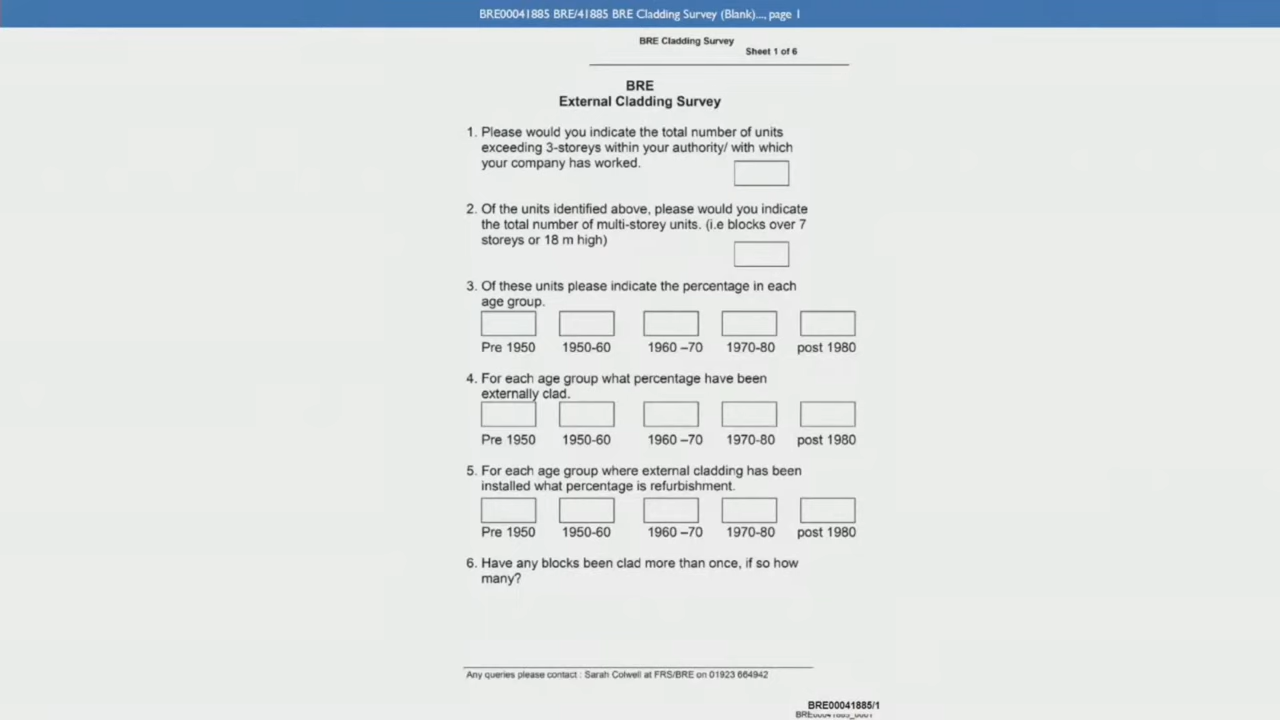 BRE00041885 BRE/41885 BRE Cladding Survey (Blank)..., page 1
BRE Cladding Survey
Sheet 1 of 6
BRE
External Cladding Survey
1. Please would you indicate the total number of units
exceeding 3-storeys within your authority/ with which
your company has worked.
2. Of the units identified above, please would you indicate
the total number of multi-storey units. (i.e blocks over 7
storeys or 18 m high)
3. Of these units please indicate the percentage in each
age group.
Pre 1950 1950-60 1960 –70 1970-80 post 1980
4. For each age group what percentage have been
externally clad.
Pre 1950 1950-60 1960 –70 1970-80 post 1980
5. For each age group where external cladding has been
installed what percentage is refurbishment.
Pre 1950 1950-60 1960 –70 1970-80 post 1980
6. Have any blocks been clad more than once, if so how
many?
Any queries please contact : Sarah Colwell at FRS/BRE on 01923 664942
BRE00041885/1
BRE00041885_0001